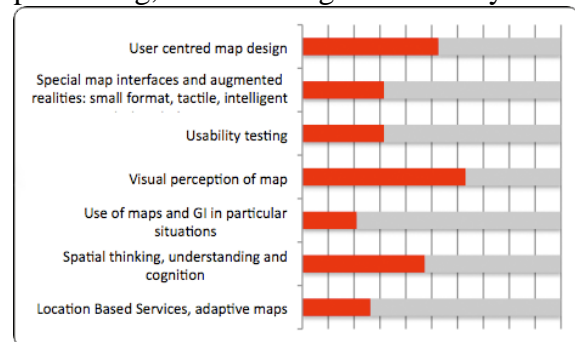 User centred map design
Special map interfaces and augmented
realities: small format, tactile, intelligent
Usability testing
Visual perception of map
Use of maps and GI in particular
situations
Spatial thinking, understanding and
cognition
Location Based Services, adaptive maps